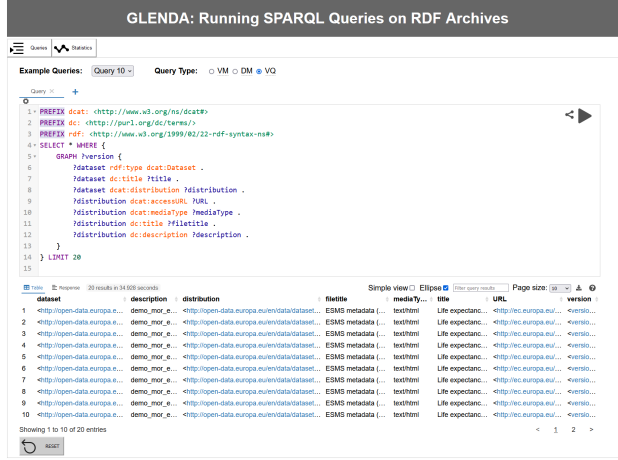 GLENDA: Running SPARQL Queries on RDF Archives
Queries Statistics
Example Queries: Query 10 Query Type: VM DM VQ
Query × +
1 PREFIX dcat: <http://www.w3.org/ns/dcat#>
2 PREFIX dc: <http://purl.org/dc/terms/>
3 PREFIX rdf: <http://www.w3.org/1999/02/22-rdf-syntax-ns#>
4 SELECT * WHERE {
5 GRAPH ?version {
6 ?dataset rdf:type dcat:Dataset .
7 ?dataset dc:title ?title .
8 ?dataset dcat:distribution ?distribution .
9 ?distribution dcat:accessURL ?URL .
10 ?distribution dcat:mediaType ?mediaType .
11 ?distribution dc:title ?filetitle .
12 ?distribution dc:description ?description .
13 }
14 } LIMIT 20
15
Table Response 20 results in 34.928 seconds Simple view Ellipse Filter query results Page size: 10
dataset description distribution filetitle mediaTy... title URL version
1 <http://open-data.europa.e... demo_mor_e... <http://open-data.europa.eu/en/data/dataset... ESMS metadata (... text/html Life expectanc... <http://ec.europa.eu/... <versio...
2 <http://open-data.europa.e... demo_mor_e... <http://open-data.europa.eu/en/data/dataset... ESMS metadata (... text/html Life expectanc... <http://ec.europa.eu/... <versio...
3 <http://open-data.europa.e... demo_mor_e... <http://open-data.europa.eu/en/data/dataset... ESMS metadata (... text/html Life expectanc... <http://ec.europa.eu/... <versio...
4 <http://open-data.europa.e... demo_mor_e... <http://open-data.europa.eu/en/data/dataset... ESMS metadata (... text/html Life expectanc... <http://ec.europa.eu/... <versio...
5 <http://open-data.europa.e... demo_mor_e... <http://open-data.europa.eu/en/data/dataset... ESMS metadata (... text/html Life expectanc... <http://ec.europa.eu/... <versio...
6 <http://open-data.europa.e... demo_mor_e... <http://open-data.europa.eu/en/data/dataset... ESMS metadata (... text/html Life expectanc... <http://ec.europa.eu/... <versio...
7 <http://open-data.europa.e... demo_mor_e... <http://open-data.europa.eu/en/data/dataset... ESMS metadata (... text/html Life expectanc... <http://ec.europa.eu/... <versio...
8 <http://open-data.europa.e... demo_mor_e... <http://open-data.europa.eu/en/data/dataset... ESMS metadata (... text/html Life expectanc... <http://ec.europa.eu/... <versio...
9 <http://open-data.europa.e... demo_mor_e... <http://open-data.europa.eu/en/data/dataset... ESMS metadata (... text/html Life expectanc... <http://ec.europa.eu/... <versio...
10 <http://open-data.europa.e... demo_mor_e... <http://open-data.europa.eu/en/data/dataset... ESMS metadata (... text/html Life expectanc... <http://ec.europa.eu/... <versio...
Showing 1 to 10 of 20 entries < 1 2 >
RESET